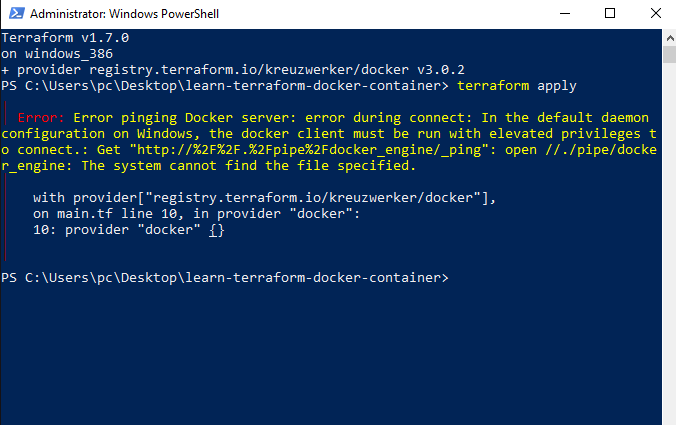 Administrator: Windows PowerShell
Terraform v1.7.0
on windows_386
+ provider registry.terraform.io/kreuzwerker/docker v3.0.2
PS C:\Users\pc\Desktop\learn-terraform-docker-container> terraform apply
Error: Error pinging Docker server: error during connect: In the default daemon
configuration on Windows, the docker client must be run with elevated privileges t
o connect.: Get "http://%2F%2F.%2Fpipe%2Fdocker_engine/_ping": open //./pipe/docke
r_engine: The system cannot find the file specified.
with provider["registry.terraform.io/kreuzwerker/docker"],
on main.tf line 10, in provider "docker":
10: provider "docker" {}
PS C:\Users\pc\Desktop\learn-terraform-docker-container>